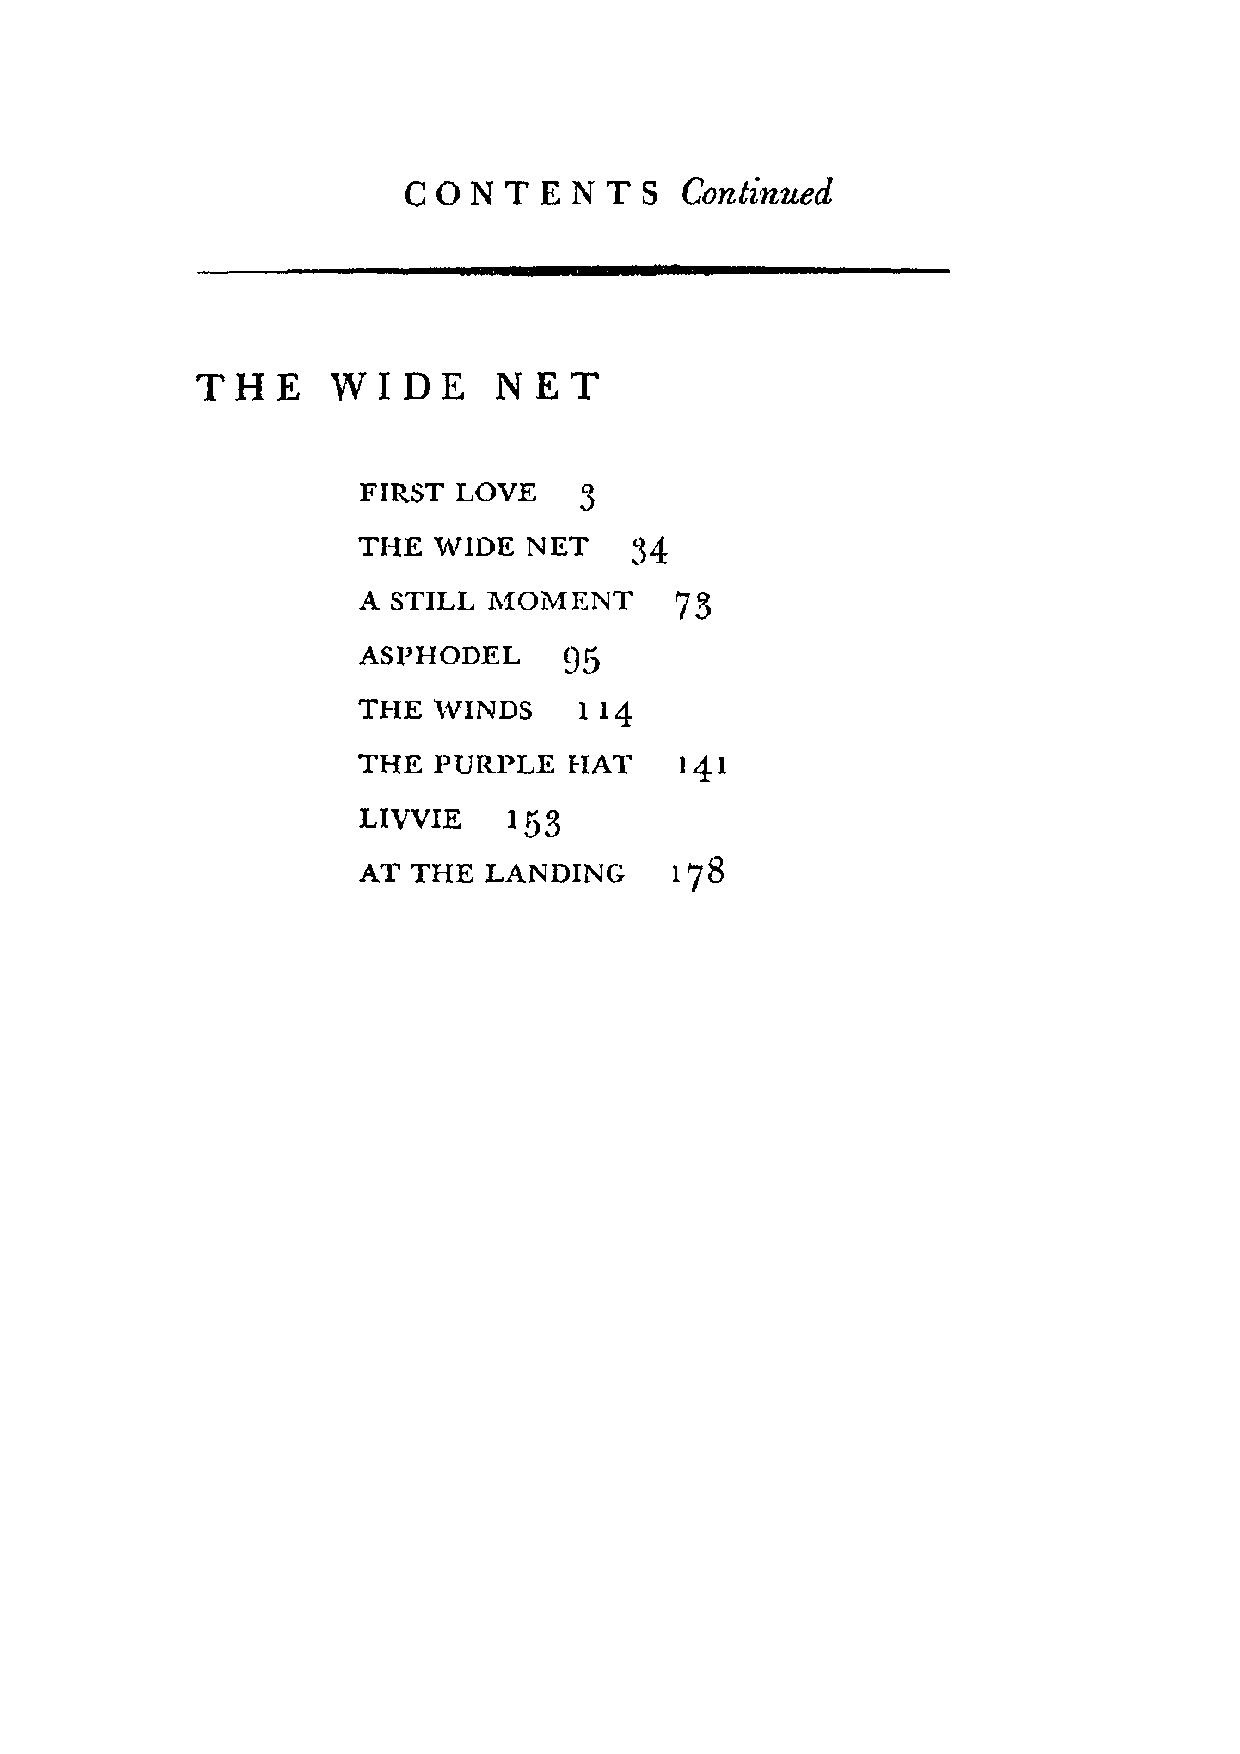 CONTENTS Continued
THE WIDE NET
FIRST LOVE 3
THE WIDE NET 34
A STILL MOMENT 73
ASPHODEL 95
THE WINDS 114
THE PURPLE HAT 141
LIVVIE 153
AT THE LANDING 178